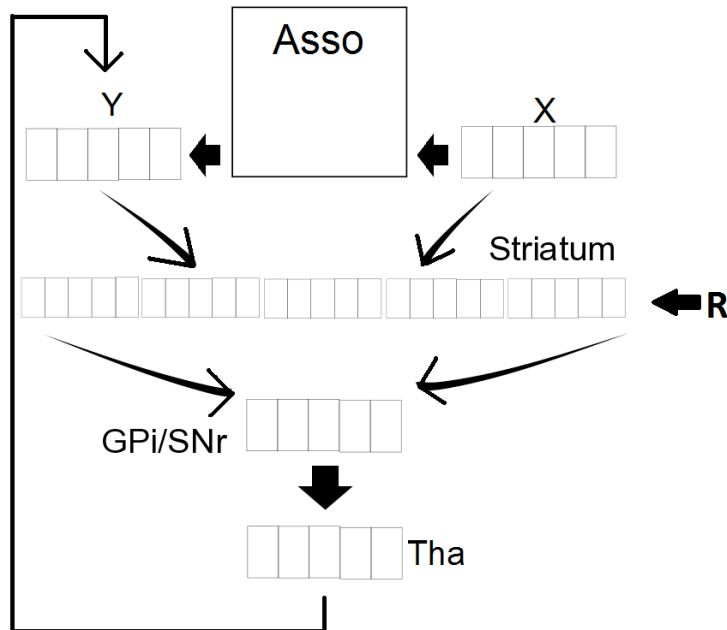 Asso
Y
X
Striatum
R
GPi/SNr
Tha